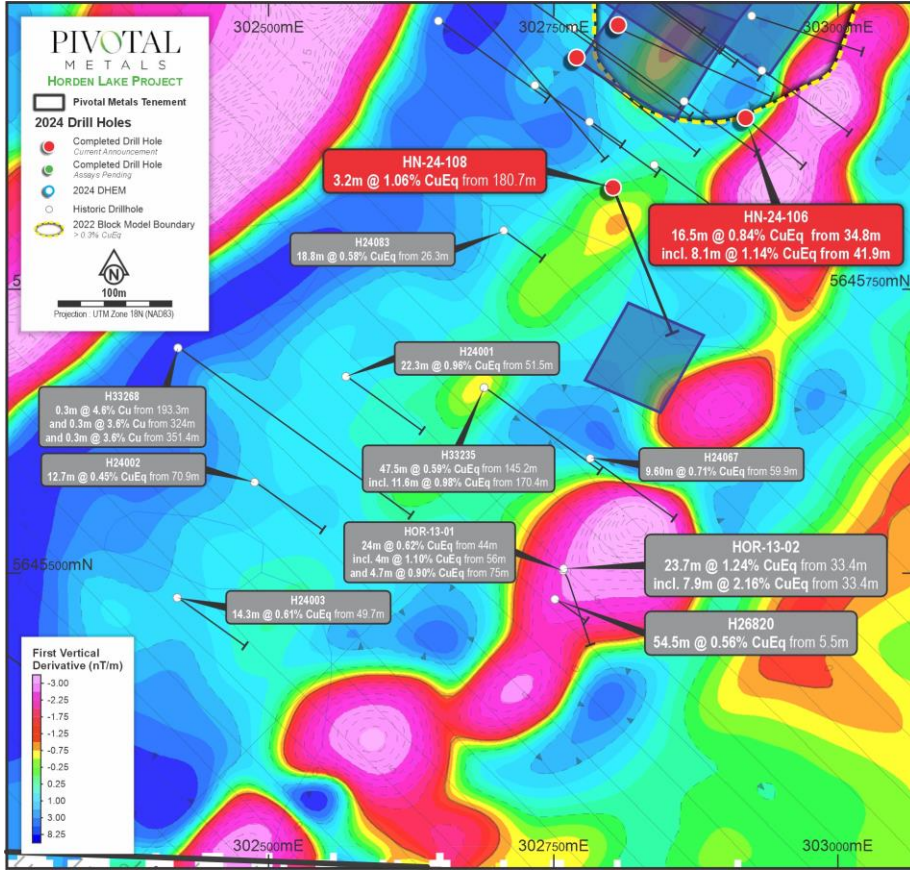 302500mE
302750mE
303000mE
PIVOTAL
METALS
HORDEN LAKE PROJECT
Pivotal Metals Tenement
2024 Drill Holes
Completed Drill Hole
Current Announcement
Completed Drill Hole
Assays Pending
2024 DHEM
Historic Drillhole
2022 Block Model Boundary
> 0.3% CuEq
N
100m
Projection : UTM Zone 18N (NAD83)
HN-24-108
3.2m @ 1.06% CuEq from 180.7m
HN-24-106
16.5m @ 0.84% CuEq from 34.8m
incl. 8.1m @ 1.14% CuEq from 41.9m
H24083
18.8m @ 0.58% CuEq from 26.3m
5645750mN
H24001
22.3m @ 0.96% CuEq from 51.5m
H33268
0.3m @ 4.6% Cu from 193.3m
and 0.3m @ 3.6% Cu from 324m
and 0.3m @ 3.6% Cu from 351.4m
H33235
47.5m @ 0.59% CuEq from 145.2m
incl. 11.6m @ 0.98% CuEq from 170.4m
H24067
9.60m @ 0.71% CuEq from 59.9m
H24002
12.7m @ 0.45% CuEq from 70.9m
HOR-13-01
24m @ 0.62% CuEq from 44m
incl. 4m @ 1.10% CuEq from 56m
and 4.7m @ 0.90% CuEq from 75m
HOR-13-02
23.7m @ 1.24% CuEq from 33.4m
incl. 7.9m @ 2.16% CuEq from 33.4m
5645500mN
H24003
14.3m @ 0.61% CuEq from 49.7m
H26820
54.5m @ 0.56% CuEq from 5.5m
First Vertical
Derivative (nT/m)
-3.00
-2.25
-1.75
-1.25
-0.75
0.25
1.00
3.00
8.25
302500mE
302750mE
303000mE